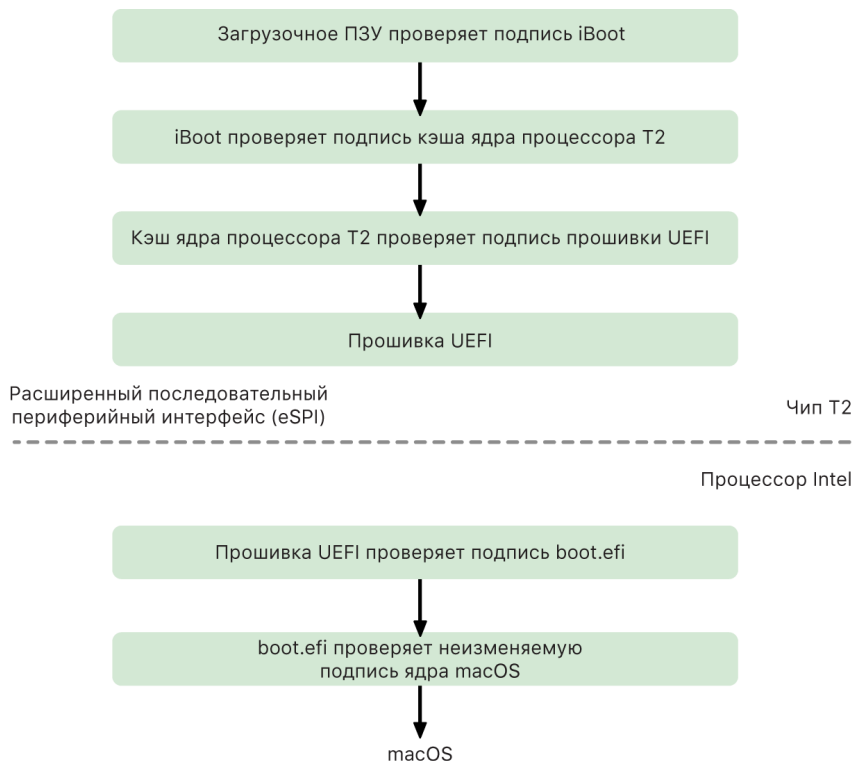 Загрузочное ПЗУ проверяет подпись iBoot
iBoot проверяет подпись кэша ядра процессора T2
Кэш ядра процессора T2 проверяет подпись прошивки UEFI
Прошивка UEFI
Расширенный последовательный
периферийный интерфейс (eSPI)
Чип T2
Процессор Intel
Прошивка UEFI проверяет подпись boot.efi
boot.efi проверяет неизменяемую
подпись ядра macOS
macOS